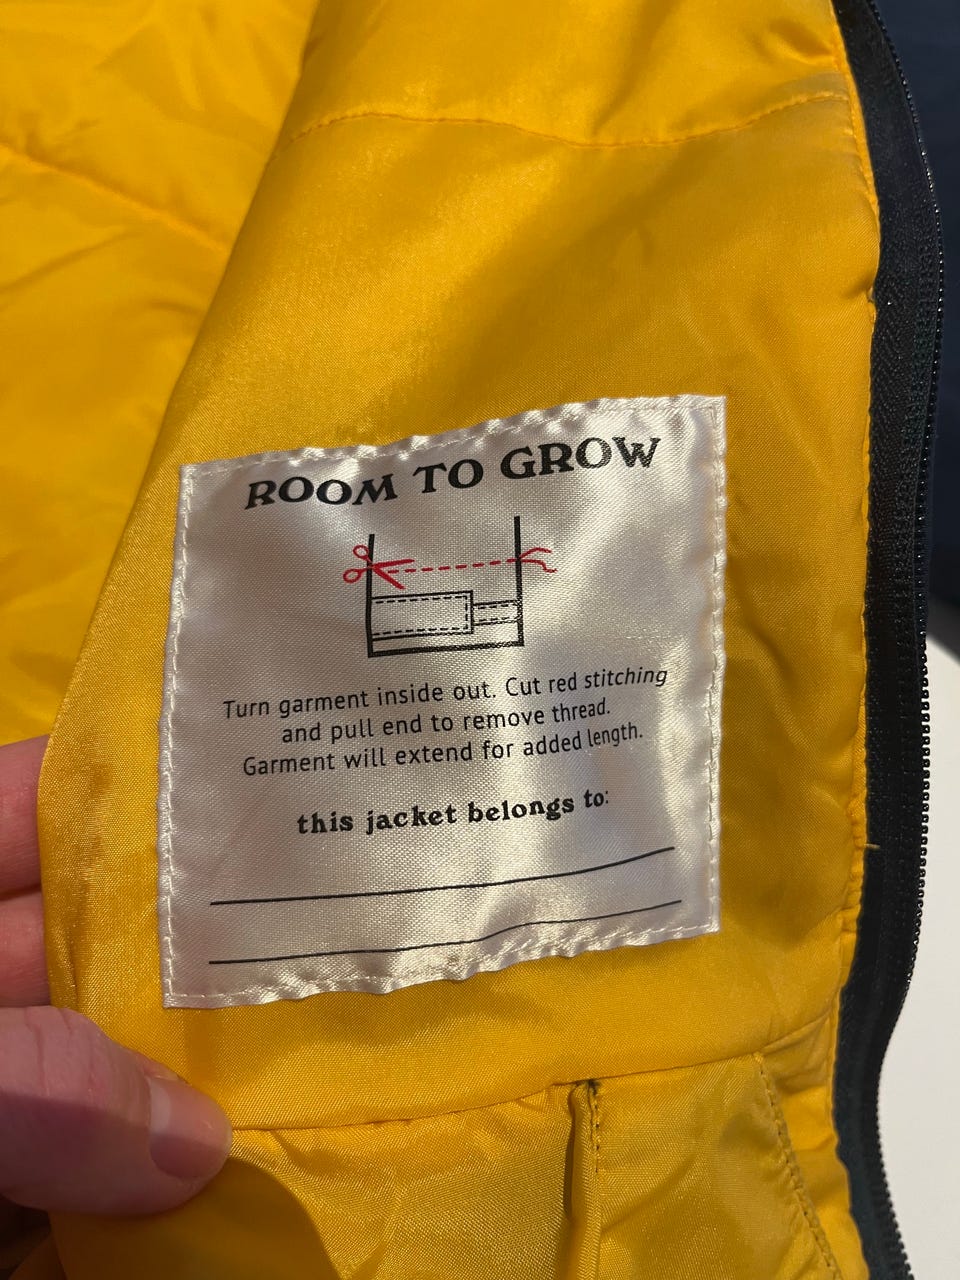 ROOM TO GROW
Turn garment inside out. Cut red stitching
and pull end to remove thread.
Garment will extend for added length.
this jacket belongs to: